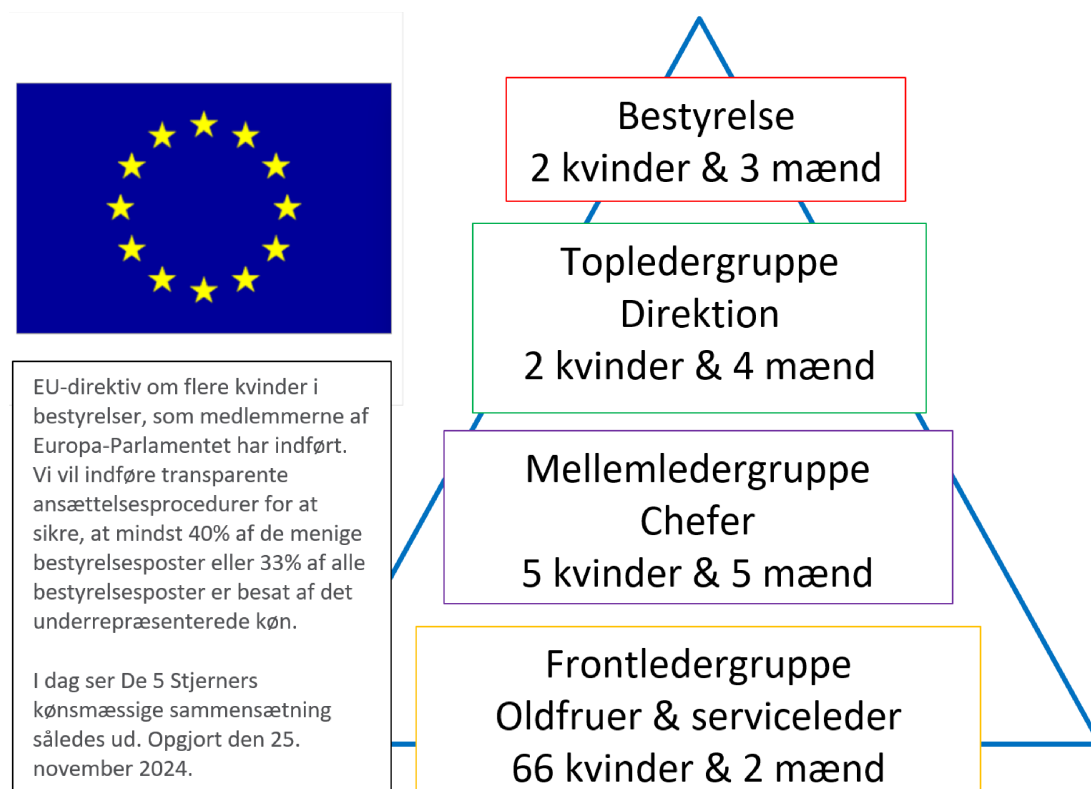 EU-direktiv om flere kvinder i
bestyrelser, som medlemmerne af
Europa-Parlamentet har indført.
Vi vil indføre transparente
ansættelsesprocedurer for at
sikre, at mindst 40% af de menige
bestyrelsesposter eller 33% af alle
bestyrelsesposter er besat af det
underrepræsenterede køn.
I dag ser De 5 Stjerners
kønsmæssige sammensætning
således ud. Opgjort den 25.
november 2024.
Bestyrelse
2 kvinder & 3 mænd
Topledergruppe
Direktion
2 kvinder & 4 mænd
Mellemledergruppe
Chefer
5 kvinder & 5 mænd
Frontledergruppe
Oldfruer & serviceleder
66 kvinder & 2 mænd